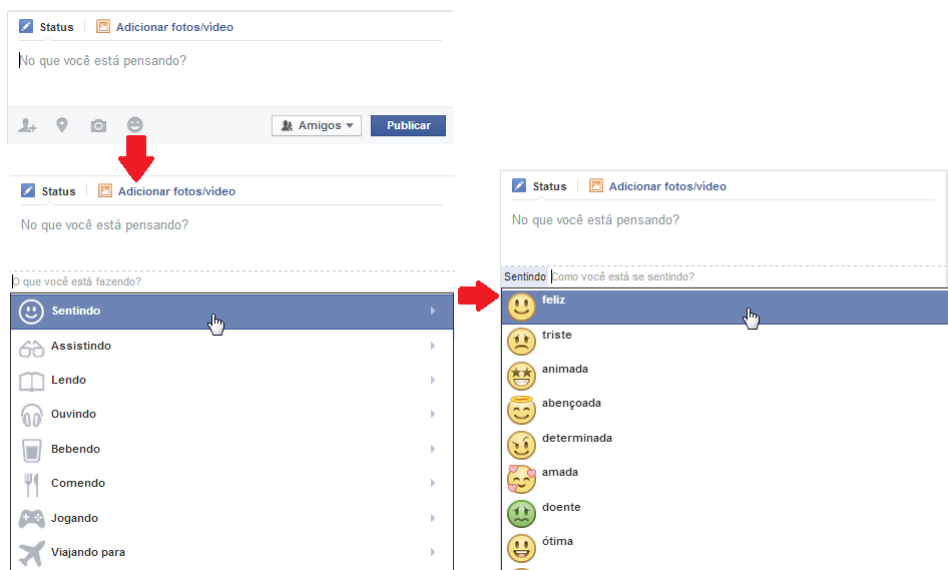 Status Adicionar fotos/vídeo
No que você está pensando?
Amigos Publicar
Status Adicionar fotos/vídeo
No que você está pensando?
O que você está fazendo?
Sentindo
Assistindo
Lendo
Ouvindo
Bebendo
Comendo
Jogando
Viajando para
Status Adicionar fotos/vídeo
No que você está pensando?
Sentindo Como você está se sentindo?
feliz
triste
animada
abençoada
determinada
amada
doente
ótima